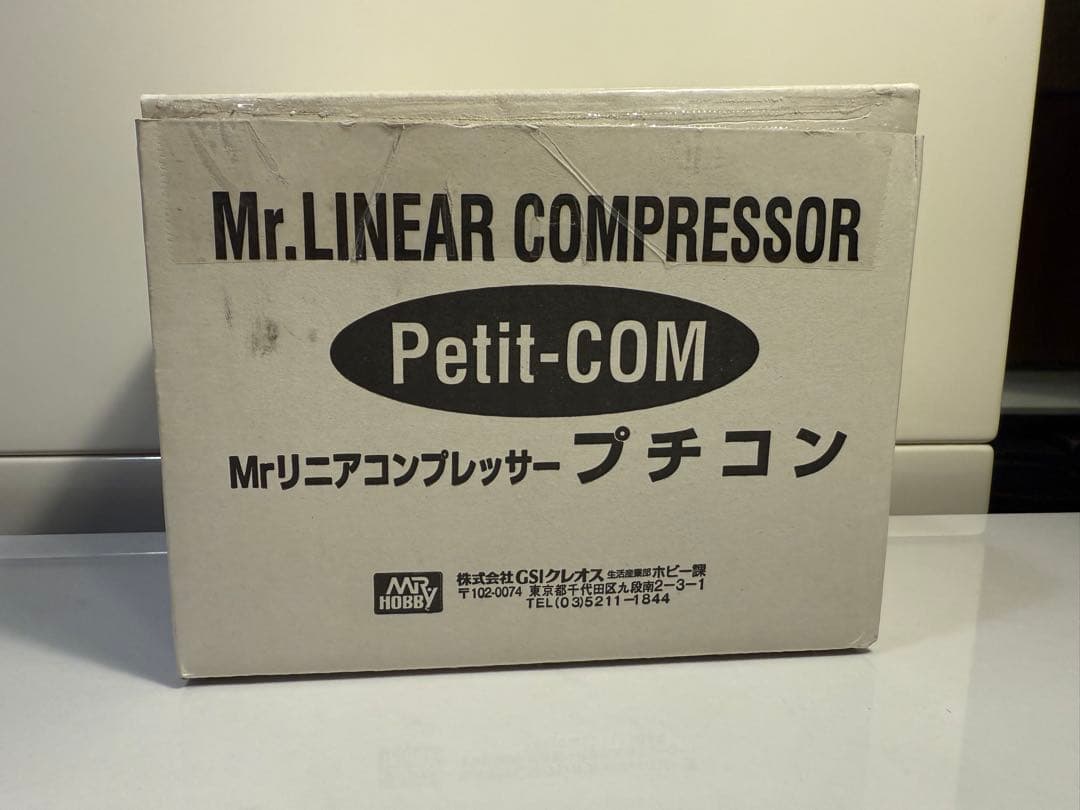 Mr.LINEAR COMPRESSOR
Petit-COM
Mrリニアコンプレッサー プチコン
MR HOBBY
株式会社GSIクレオス 生活産業部 ホビー課
〒102-0074 東京都千代田区九段南2-3-1
TEL(03)5211-1844